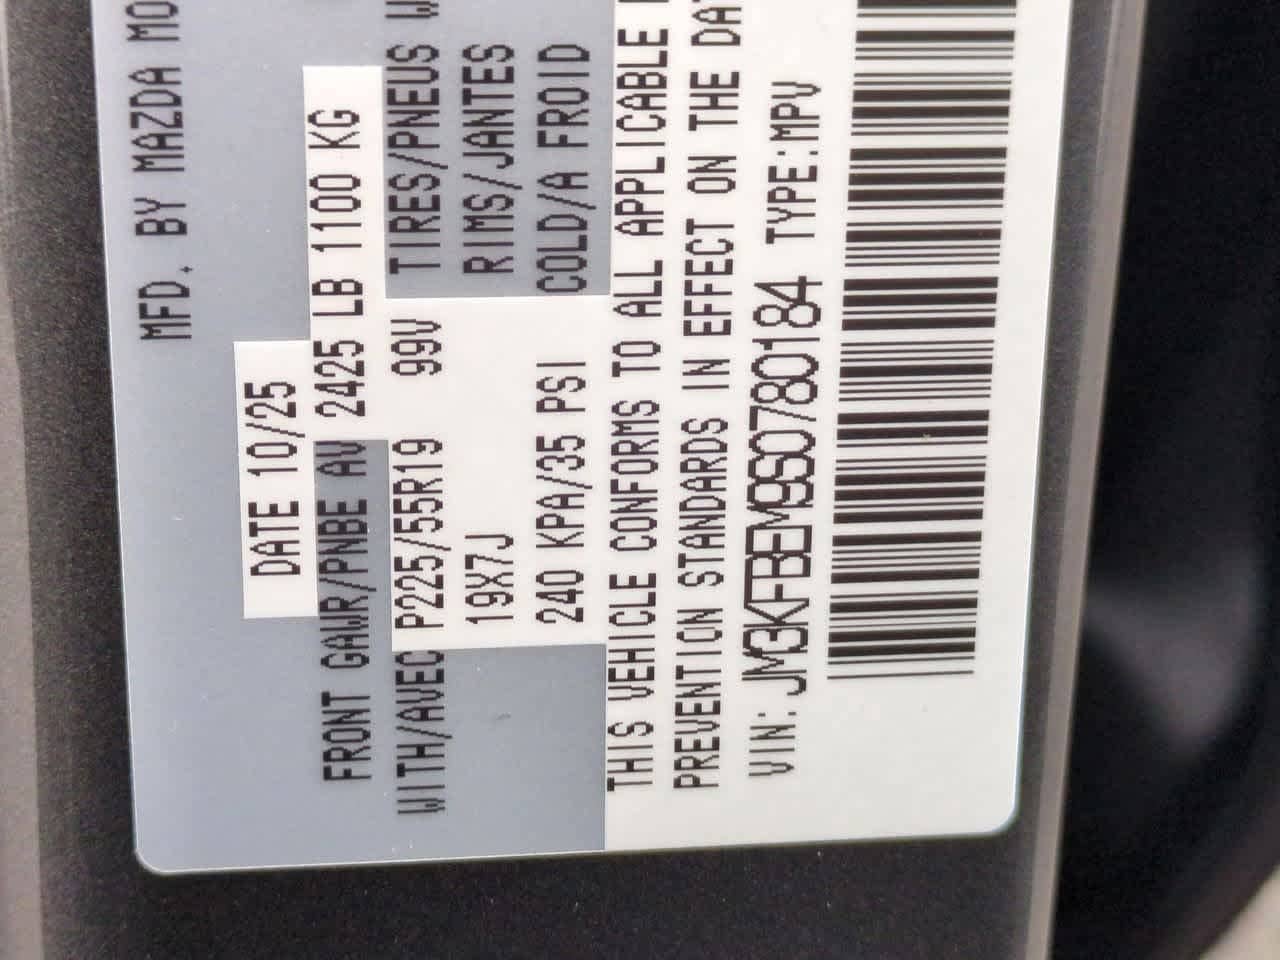 MFD. BY MAZDA MO
DATE 10/25
FRONT GAWR/PNBE AV 2425 LB 1100 KG
WITH/AVEC P225/55R19 99V TIRES/PNEUS
19X7J RIMS/JANTES
240 KPA/35 PSI COLD/A FROID
THIS VEHICLE CONFORMS TO ALL APPLICABLE
PREVENTION STANDARDS IN EFFECT ON THE DAT
VIN: JM3KFBEM9S0780184 TYPE:MPV